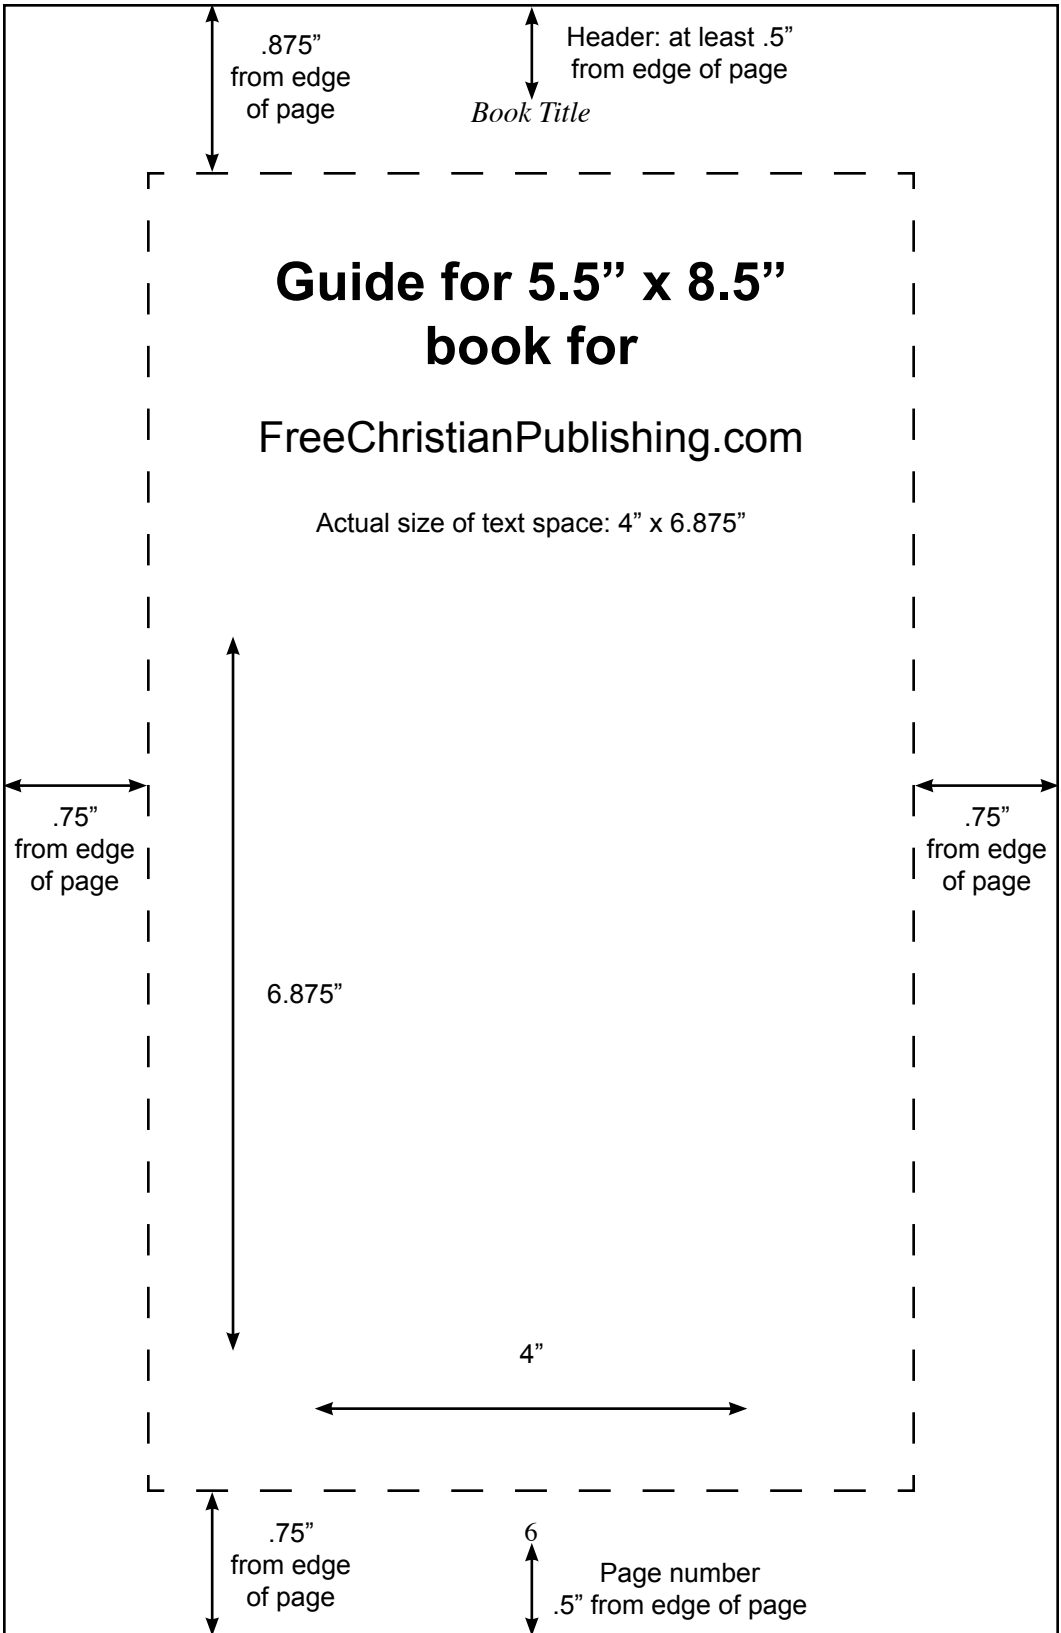 .875”
from edge
of page
Header: at least .5”
from edge of page
Book Title
Guide for 5.5” x 8.5”
book for
FreeChristianPublishing.com
Actual size of text space: 4” x 6.875”
.75”
from edge
of page
.75”
from edge
of page
6.875”
4”
.75”
from edge
of page
6
Page number
.5” from edge of page